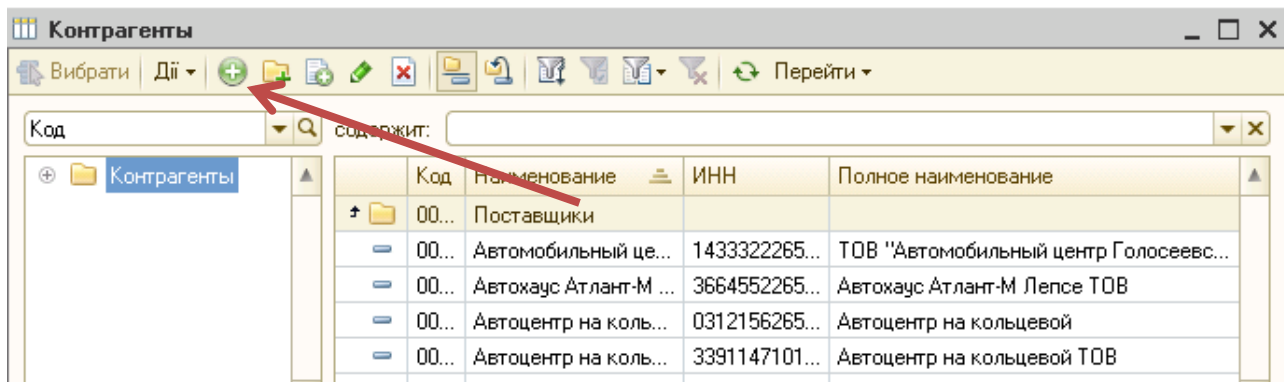 Контрагенты
Вибрати Дії Перейти
Код содержит:
Контрагенты
Код Наименование ИНН Полное наименование
00... Поставщики
00... Автомобильный це... 1433322265... ТОВ "Автомобильный центр Голосеевс...
00... Автохаус Атлант-М ... 3664552265... Автохаус Атлант-М Лепсе ТОВ
00... Автоцентр на коль... 0312156265... Автоцентр на кольцевой
00... Автоцентр на коль... 3391147101... Автоцентр на кольцевой ТОВ